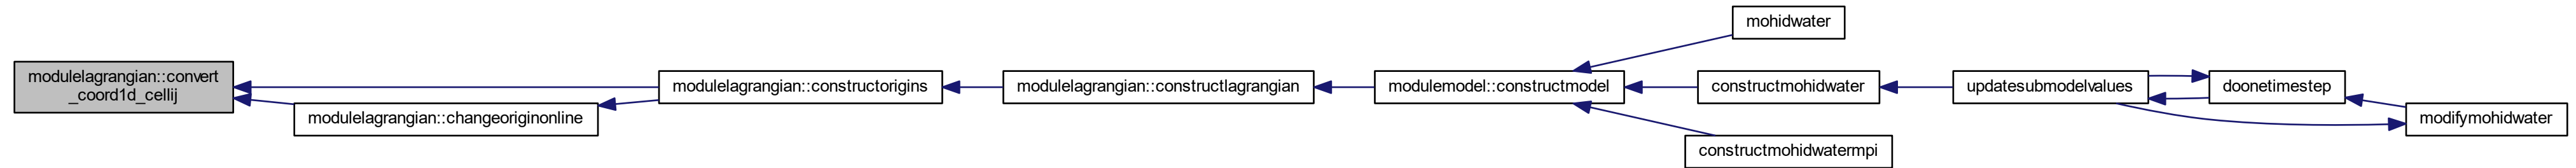 modulelagrangian::convert
_coord1d_cellij
modulelagrangian::changeoriginonline
modulelagrangian::constructorigins
modulelagrangian::constructlagrangian
modulemodel::constructmodel
mohidwater
constructmohidwater
constructmohidwatermpi
updatesubmodelvalues
doonetimestep
modifymohidwater